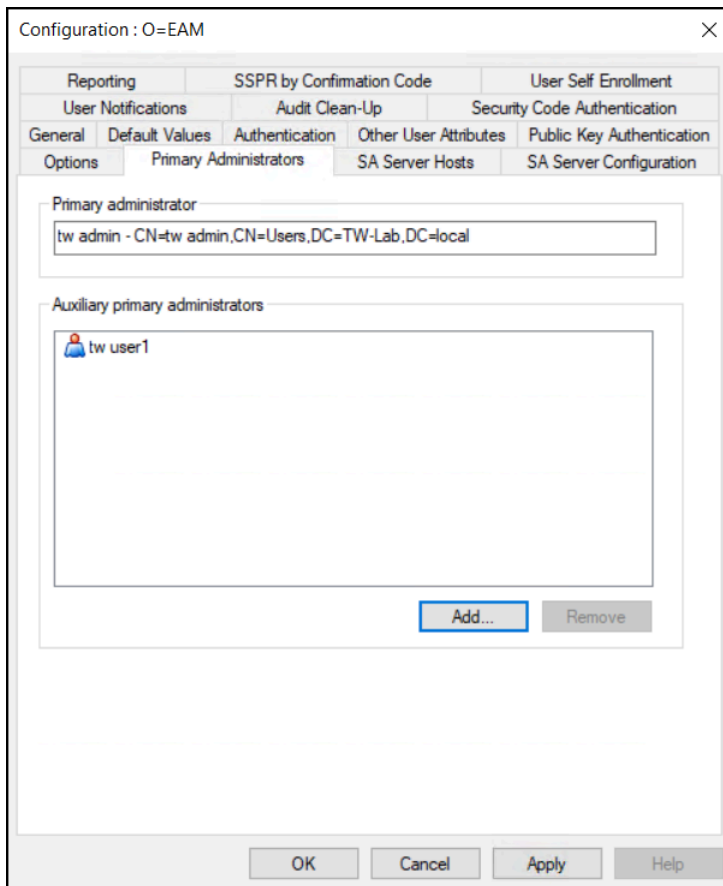 Configuration : O=EAM
Reporting SSPR by Confirmation Code User Self Enrollment
User Notifications Audit Clean-Up Security Code Authentication
General Default Values Authentication Other User Attributes Public Key Authentication
Options Primary Administrators SA Server Hosts SA Server Configuration
Primary administrator
tw admin - CN=tw admin,CN=Users,DC=TW-Lab,DC=local
Auxiliary primary administrators
tw user1
Add... Remove
OK Cancel Apply Help